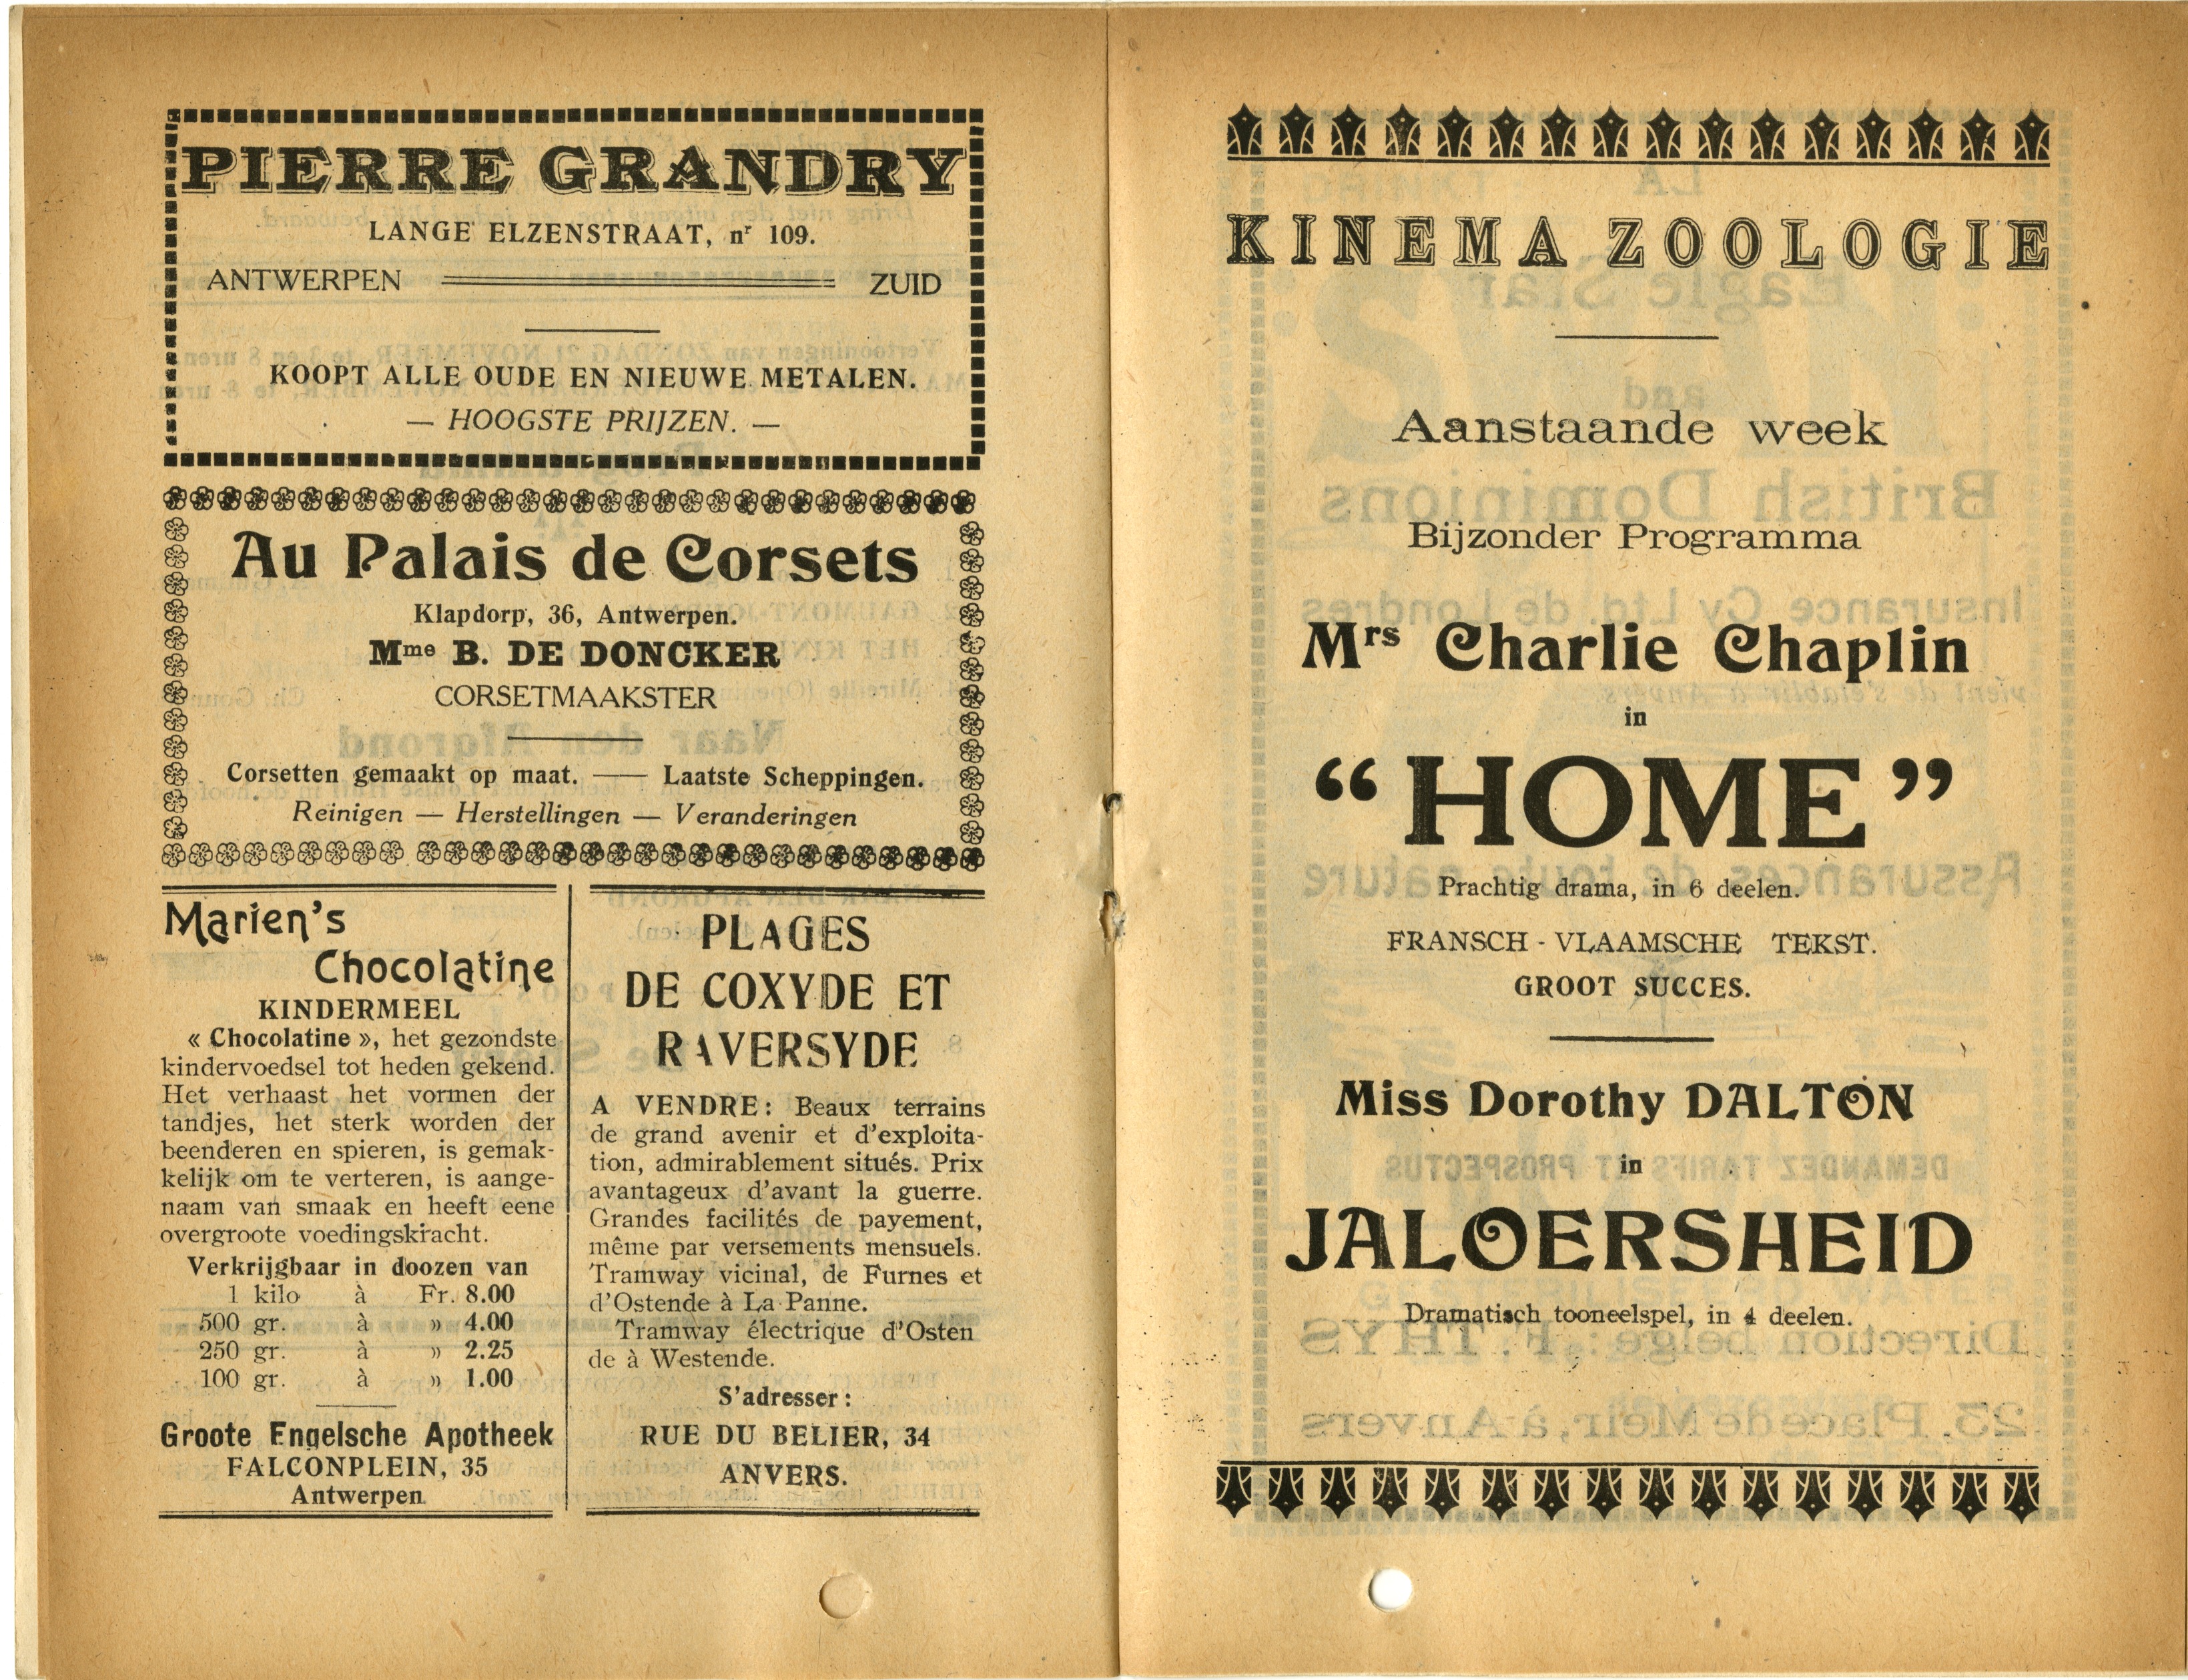 PIERRE GRANDRY
LANGE ELZENSTRAAT, nr 109.
ANTWERPEN ZUID
KOOPT ALLE OUDE EN NIEUWE METALEN.
— HOOGSTE PRIJZEN. —
Au Palais de Corsets
Klapdorp, 36, Antwerpen.
Mme B. DE DONCKER
CORSETMAAKSTER
Corsetten gemaakt op maat. — Laatste Scheppingen.
Reinigen — Herstellingen — Veranderingen
Marien's
Chocolatine
KINDERMEEL
« Chocolatine », het gezondste
kindervoedsel tot heden gekend.
Het verhaast het vormen der
tandjes, het sterk worden der
beenderen en spieren, is gemak-
kelijk om te verteren, is aange-
naam van smaak en heeft eene
overgroote voedingskracht.
Verkrijgbaar in doozen van
1 kilo à Fr. 8.00
500 gr. à » 4.00
250 gr. à » 2.25
100 gr. à » 1.00
Groote Engelsche Apotheek
FALCONPLEIN, 35
Antwerpen
PLAGES
DE COXYDE ET
RAVERSYDE
A VENDRE: Beaux terrains
de grand avenir et d'exploita-
tion, admirablement situés. Prix
avantageux d'avant la guerre.
Grandes facilités de payement,
même par versements mensuels.
Tramway vicinal, de Furnes et
d'Ostende à La Panne.
Tramway électrique d'Osten
de à Westende.
S'adresser:
RUE DU BELIER, 34
ANVERS.
KINEMA ZOOLOGIE
Aanstaande week
Bijzonder Programma
Mrs Charlie Chaplin
in
“HOME”
Prachtig drama, in 6 deelen.
FRANSCH - VLAAMSCHE TEKST.
GROOT SUCCES.
Miss Dorothy DALTON
in
JALOERSHEID
Dramatisch tooneelspel, in 4 deelen.